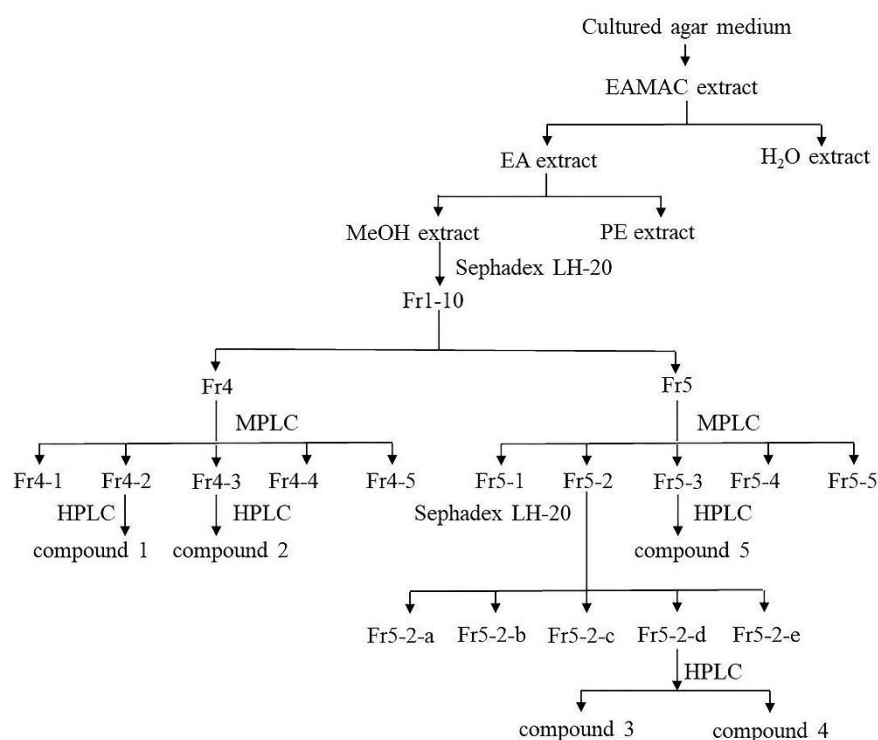 Cultured agar medium
EAMAC extract
EA extract
H₂O extract
MeOH extract
PE extract
Sephadex LH-20
Fr1-10
Fr4
Fr5
MPLC
MPLC
Fr4-1
Fr4-2
Fr4-3
Fr4-4
Fr4-5
Fr5-1
Fr5-2
Fr5-3
Fr5-4
Fr5-5
HPLC
HPLC
Sephadex LH-20
HPLC
compound 1
compound 2
compound 5
Fr5-2-a
Fr5-2-b
Fr5-2-c
Fr5-2-d
Fr5-2-e
HPLC
compound 3
compound 4